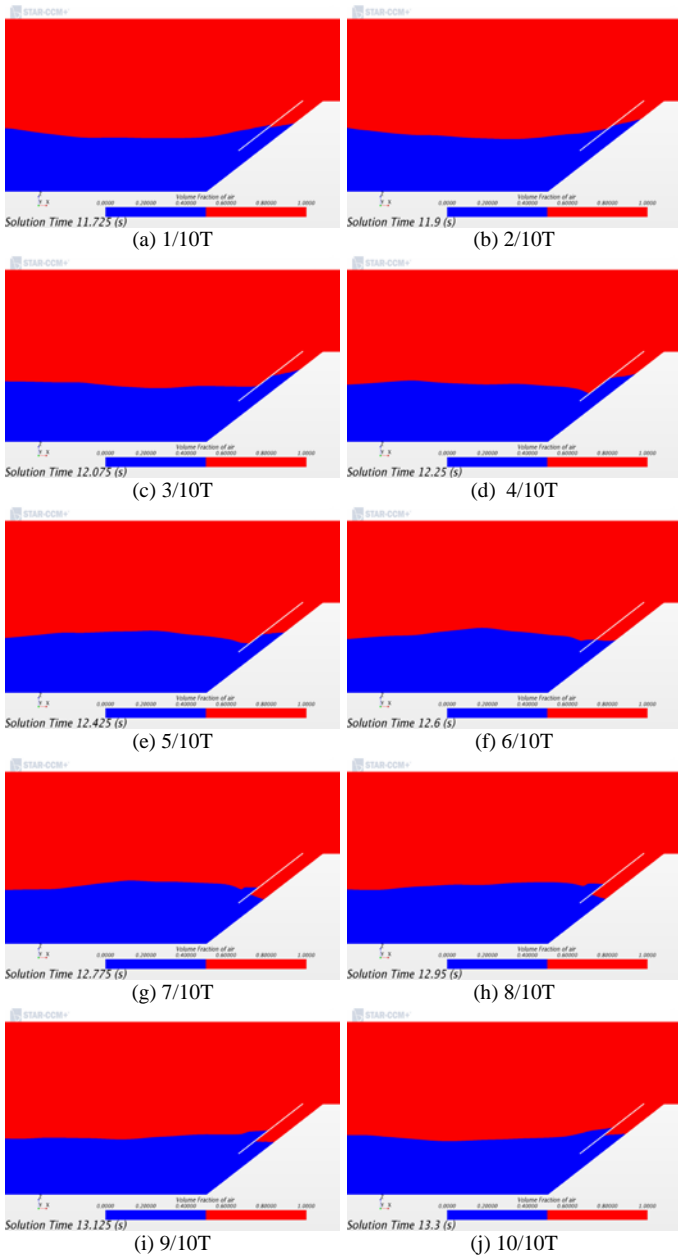 STAR-CCM+ STAR-CCM+
Volume Fraction of air Volume Fraction of air
0.0000 0.20000 0.40000 0.60000 0.80000 1.0000 0.0000 0.20000 0.40000 0.60000 0.80000 1.0000
Solution Time 11.725 (s) Solution Time 11.9 (s)
(a) 1/10T (b) 2/10T
STAR-CCM+ STAR-CCM+
Volume Fraction of air Volume Fraction of air
0.0000 0.20000 0.40000 0.60000 0.80000 1.0000 0.0000 0.20000 0.40000 0.60000 0.80000 1.0000
Solution Time 12.075 (s) Solution Time 12.25 (s)
(c) 3/10T (d) 4/10T
STAR-CCM+ STAR-CCM+
Volume Fraction of air Volume Fraction of air
0.0000 0.20000 0.40000 0.60000 0.80000 1.0000 0.0000 0.20000 0.40000 0.60000 0.80000 1.0000
Solution Time 12.425 (s) Solution Time 12.6 (s)
(e) 5/10T (f) 6/10T
STAR-CCM+ STAR-CCM+
Volume Fraction of air Volume Fraction of air
0.0000 0.20000 0.40000 0.60000 0.80000 1.0000 0.0000 0.20000 0.40000 0.60000 0.80000 1.0000
Solution Time 12.775 (s) Solution Time 12.95 (s)
(g) 7/10T (h) 8/10T
STAR-CCM+ STAR-CCM+
Volume Fraction of air Volume Fraction of air
0.0000 0.20000 0.40000 0.60000 0.80000 1.0000 0.0000 0.20000 0.40000 0.60000 0.80000 1.0000
Solution Time 13.125 (s) Solution Time 13.3 (s)
(i) 9/10T (j) 10/10T